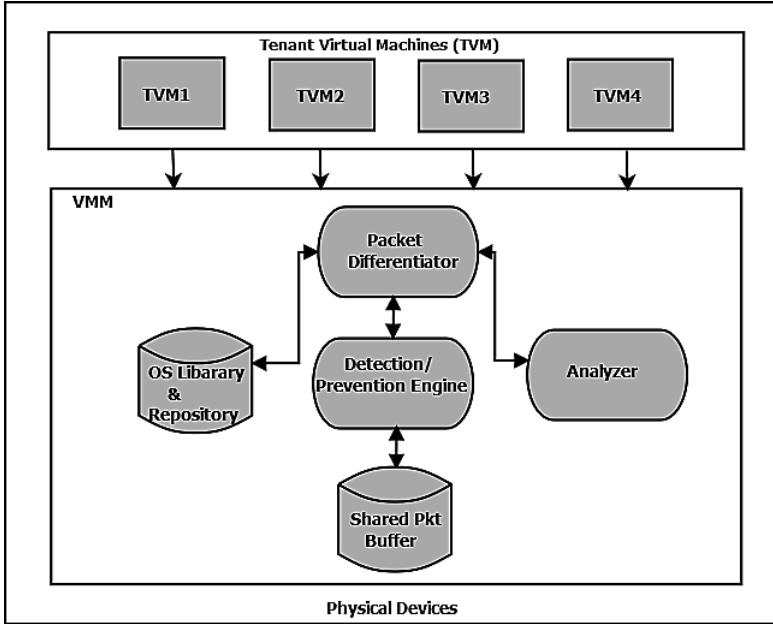 Tenant Virtual Machines (TVM)
TVM1
TVM2
TVM3
TVM4
VMM
Packet
Differentiator
OS Libarary
&
Repository
Detection/
Prevention Engine
Analyzer
Shared Pkt
Buffer
Physical Devices